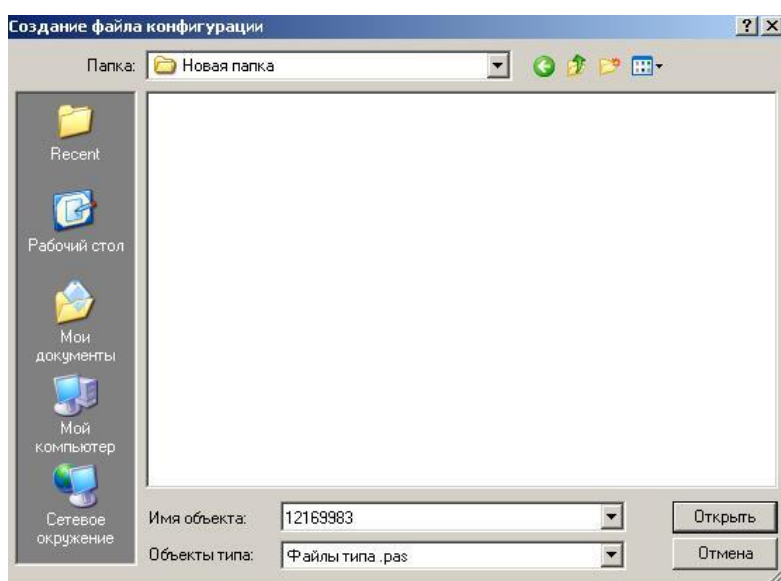 Создание файла конфигурации
Папка: Новая папка
Recent
Рабочий стол
Мои
документы
Мой
компьютер
Сетевое
окружение
Имя объекта: 12169983 Открыть
Объекты типа: Файлы типа .pas Отмена